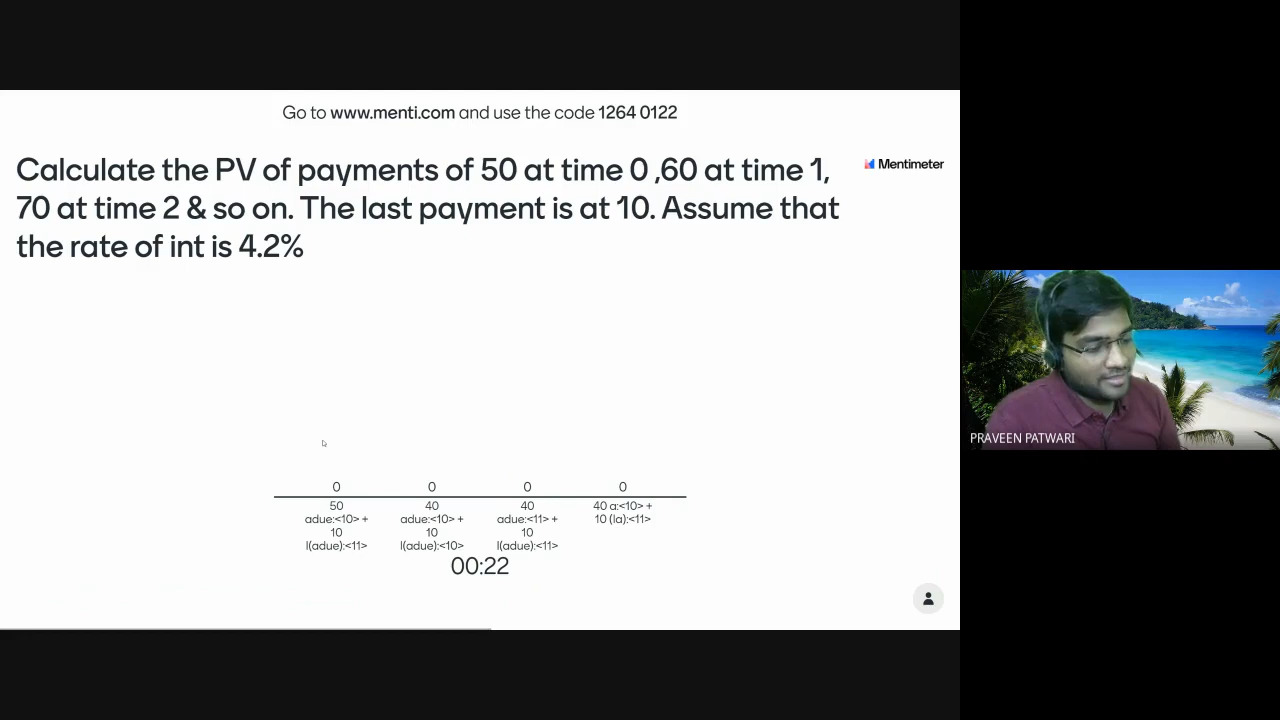 Go to www.menti.com and use the code 1264 0122
Mentimeter
Calculate the PV of payments of 50 at time 0 ,60 at time 1,
70 at time 2 & so on. The last payment is at 10. Assume that
the rate of int is 4.2%
PRAVEEN PATWARI
0 0 0 0
50 40 40 40 a:<10> +
adue:<10> + adue:<10> + adue:<11> + 10 (Ia):<11>
10 10 10
I(adue):<11> I(adue):<10> I(adue):<11>
00:22